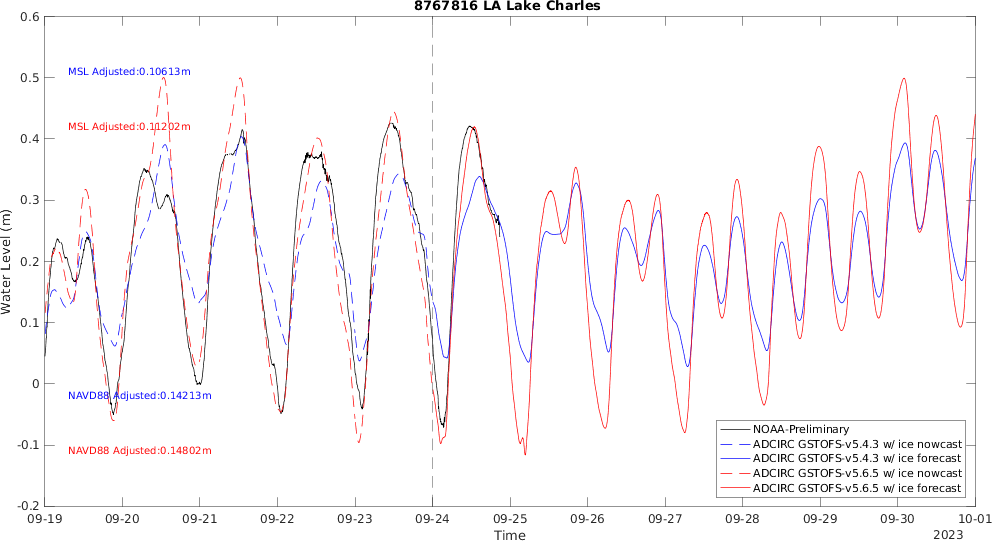 8767816 LA Lake Charles
0.6
0.5
0.4
0.3
0.2
0.1
0
-0.1
-0.2
Water Level (m)
MSL Adjusted:0.10613m
MSL Adjusted:0.11202m
NAVD88 Adjusted:0.14213m
NAVD88 Adjusted:0.14802m
NOAA-Preliminary
ADCIRC GSTOFS-v5.4.3 w/ ice nowcast
ADCIRC GSTOFS-v5.4.3 w/ ice forecast
ADCIRC GSTOFS-v5.6.5 w/ ice nowcast
ADCIRC GSTOFS-v5.6.5 w/ ice forecast
09-19 09-20 09-21 09-22 09-23 09-24 09-25 09-26 09-27 09-28 09-29 09-30 10-01
Time
2023